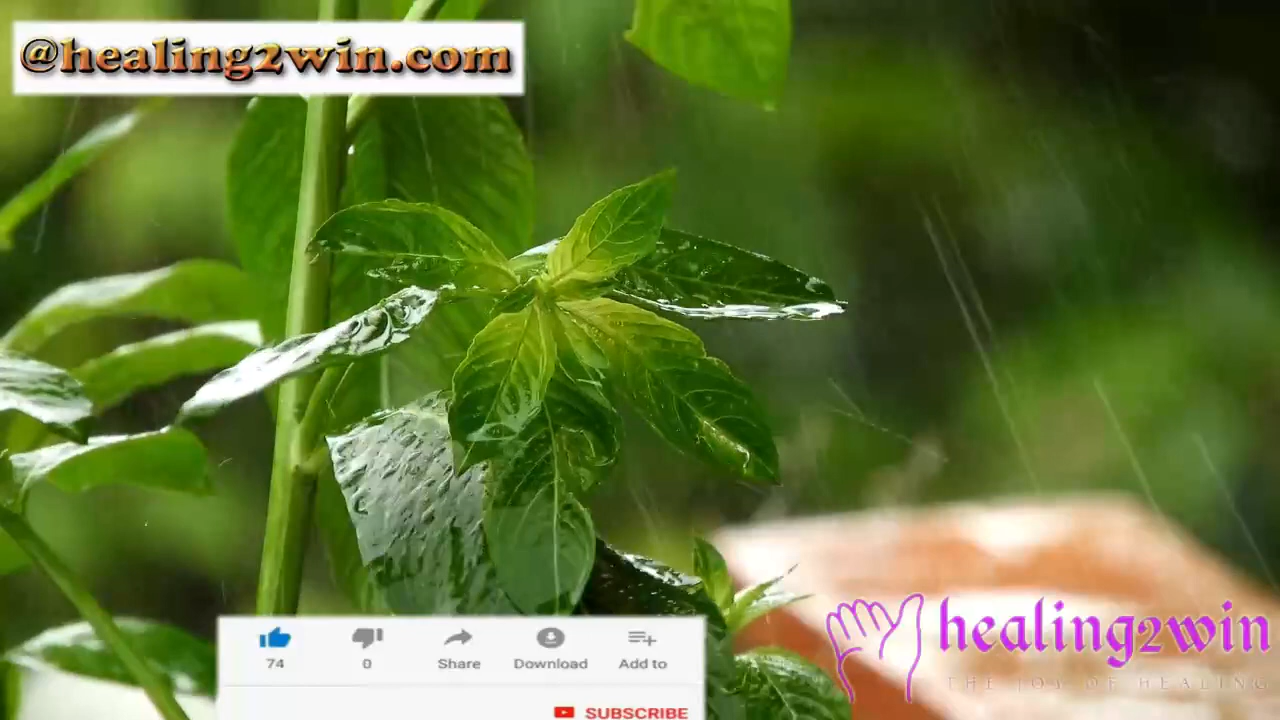 @healing2win.com
74
0
Share
Download
Add to
SUBSCRIBE
healing2win
THE JOY OF HEALING